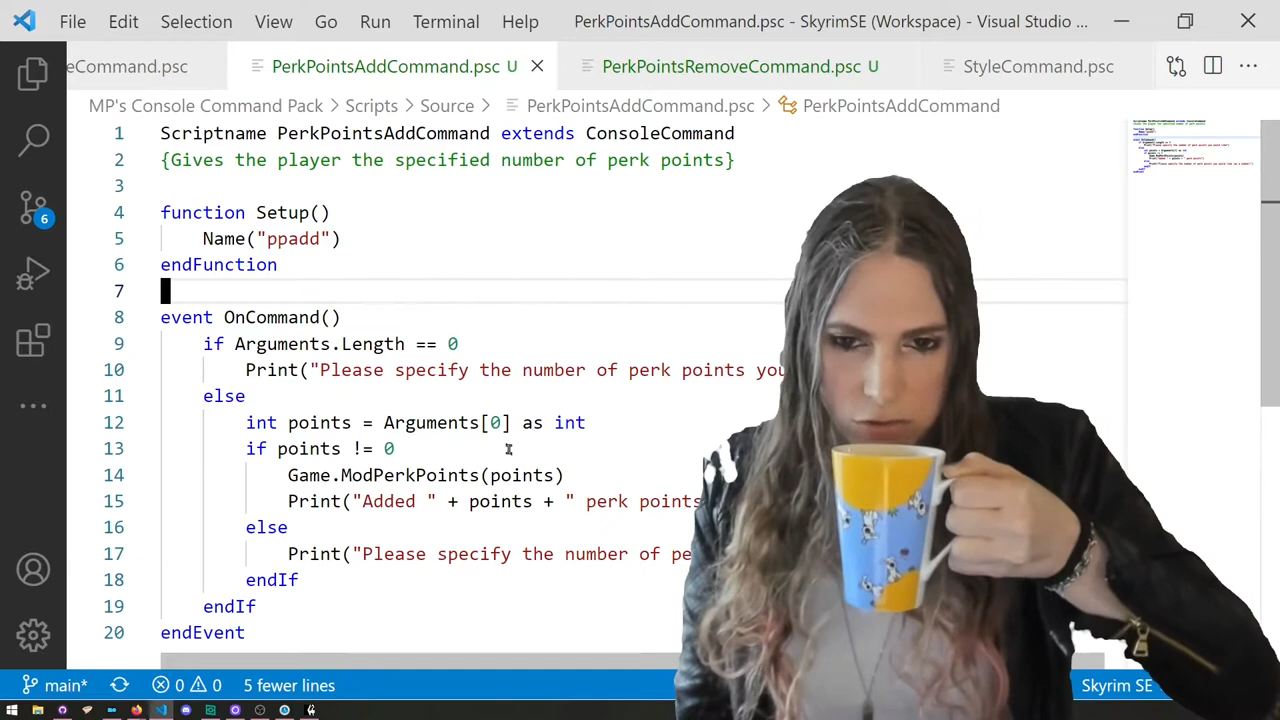 File Edit Selection View Go Run Terminal Help PerkPointsAddCommand.psc - SkyrimSE (Workspace) - Visual Studio ...
eCommand.psc PerkPointsAddCommand.psc U PerkPointsRemoveCommand.psc U StyleCommand.psc
MP's Console Command Pack > Scripts > Source > PerkPointsAddCommand.psc > PerkPointsAddCommand
1 Scriptname PerkPointsAddCommand extends ConsoleCommand
2 {Gives the player the specified number of perk points}
3
4 function Setup()
5 Name("ppadd")
6 endFunction
7
8 event OnCommand()
9 if Arguments.Length == 0
10 Print("Please specify the number of perk points you
11 else
12 int points = Arguments[0] as int
13 if points != 0
14 Game.ModPerkPoints(points)
15 Print("Added " + points + " perk points
16 else
17 Print("Please specify the number of pe
18 endIf
19 endIf
20 endEvent
6
main* 0 0 5 fewer lines Skyrim SE